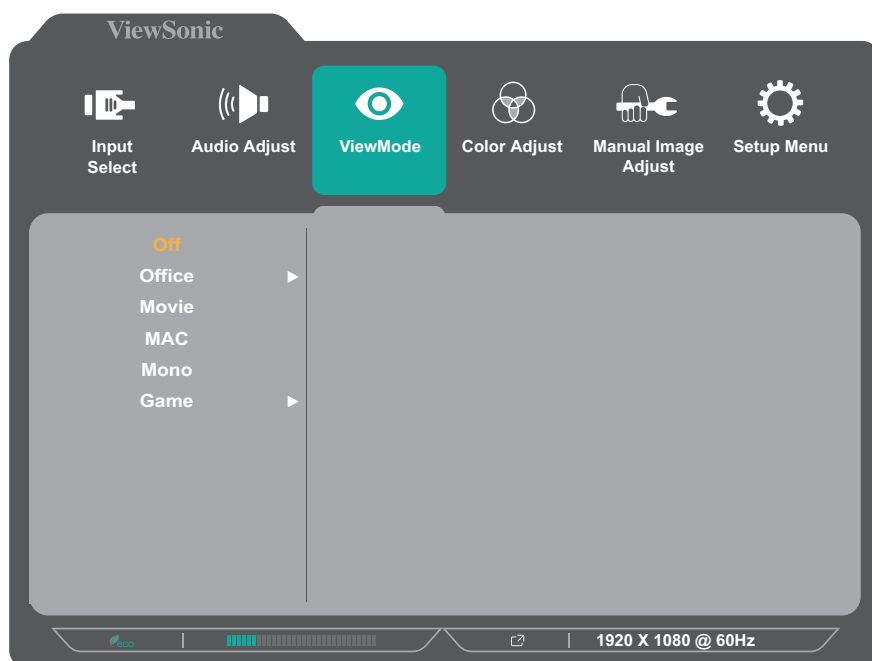 ViewSonic
Input Select
Audio Adjust
ViewMode
Color Adjust
Manual Image Adjust
Setup Menu
Off
Office
Movie
MAC
Mono
Game
eco
1920 X 1080 @ 60Hz